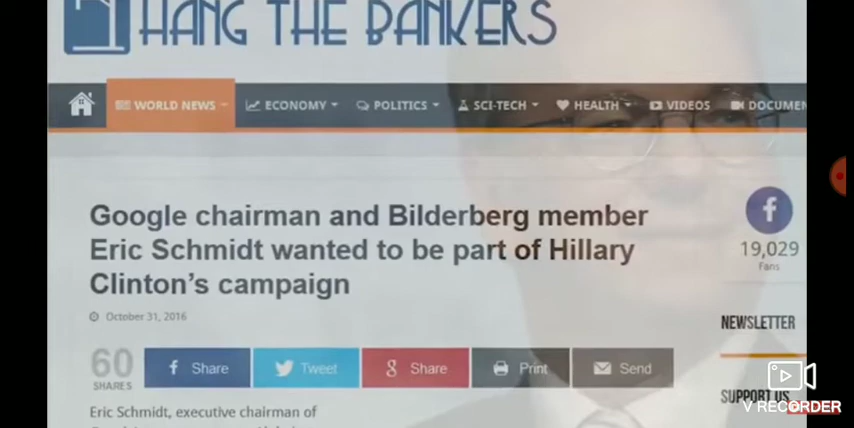 HANG THE BANKERS
WORLD NEWS ECONOMY POLITICS SCI-TECH HEALTH VIDEOS DOCUMEN
Google chairman and Bilderberg member
Eric Schmidt wanted to be part of Hillary
Clinton's campaign
October 31, 2016
60
SHARES
Share Tweet Share Print Send
19,029
Fans
NEWSLETTER
SUPPORT US
V RECORDER
Eric Schmidt, executive chairman of